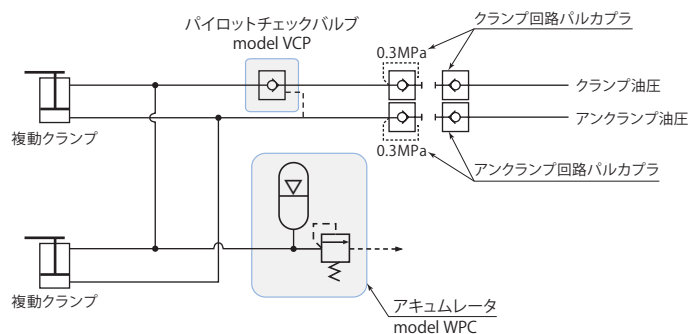 パイロットチェックバルブ
model VCP
クランプ回路パルカプラ
0.3MPa
クランプ油圧
アンクランプ油圧
複動クランプ
0.3MPa
アンクランプ回路パルカプラ
複動クランプ
アキュムレータ
model WPC